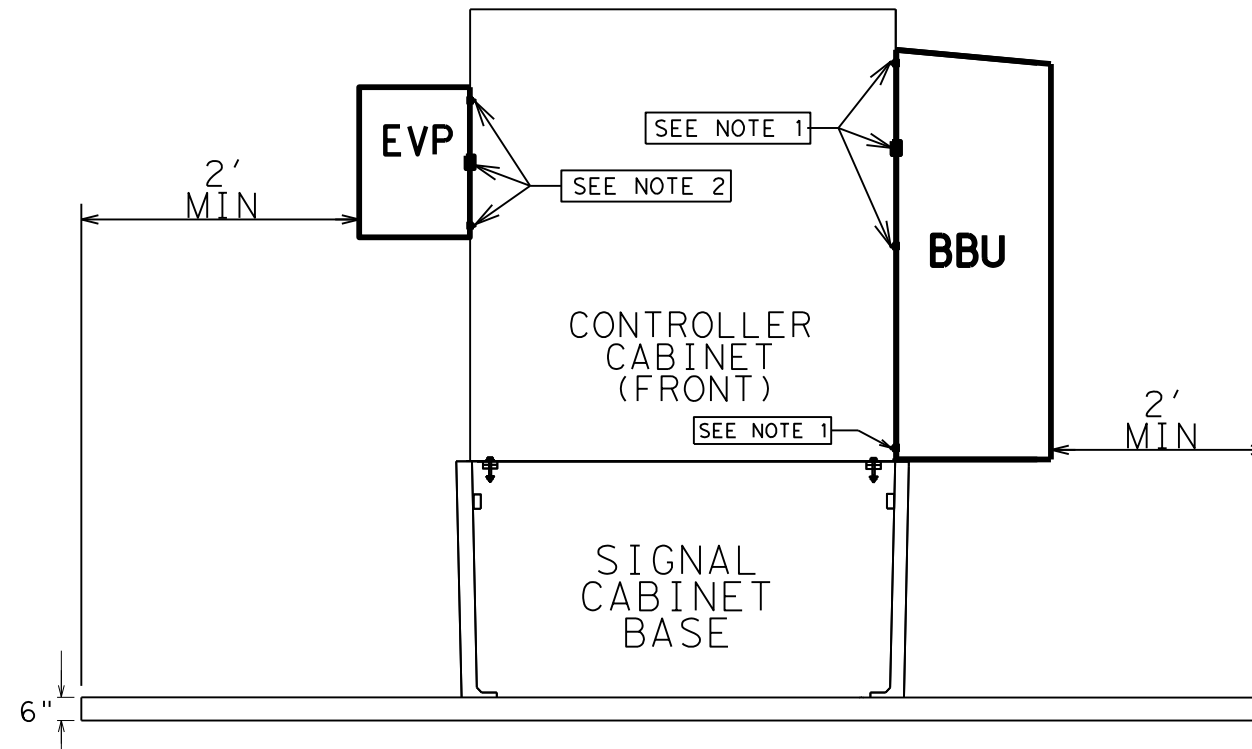 SEE NOTE 1
EVP
2'
MIN
SEE NOTE 2
BBU
CONTROLLER
CABINET
(FRONT)
2'
MIN
SEE NOTE 1
SIGNAL
CABINET
BASE
6"